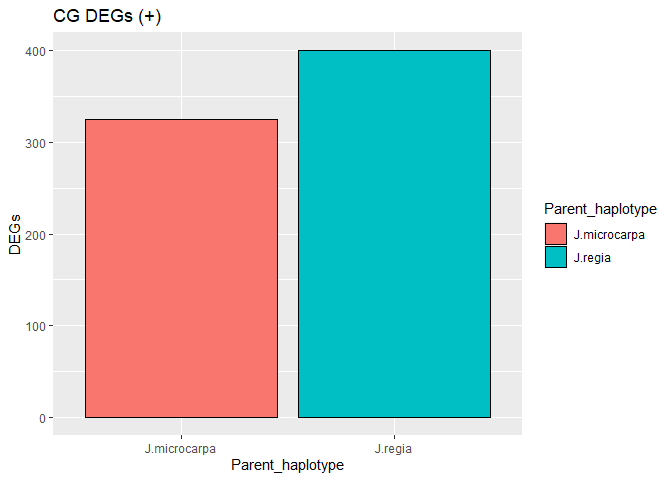 CG DEGs (+)
400
300
200
100
0
DEGs
J.microcarpa
J.regia
Parent_haplotype
Parent_haplotype
J.microcarpa
J.regia